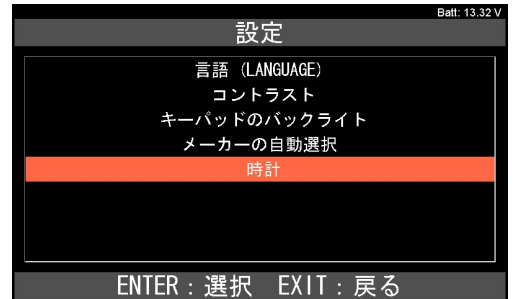 Batt: 13.32 V
設定
言語 (LANGUAGE)
コントラスト
キーパッドのバックライト
メーカーの自動選択
時計
ENTER：選択 EXIT：戻る